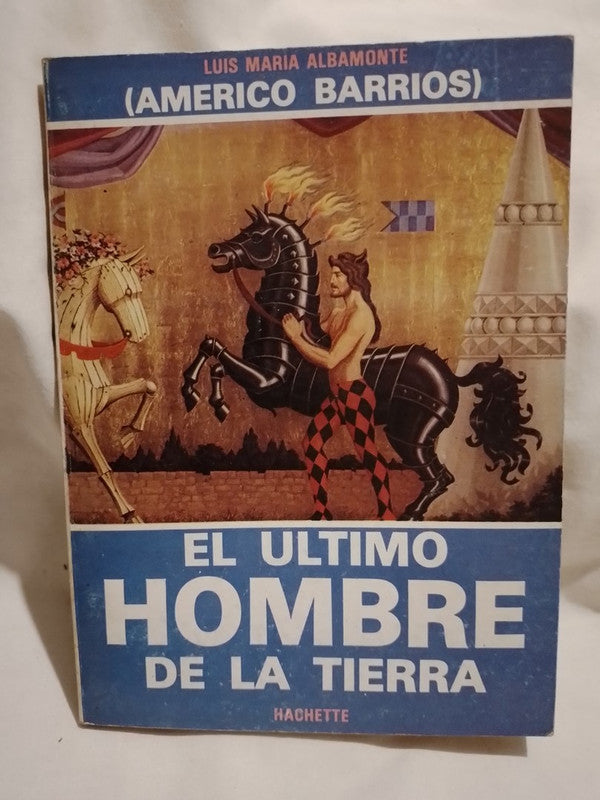 LUIS MARIA ALBAMONTE
(AMERICO BARRIOS)
EL ULTIMO
HOMBRE
DE LA TIERRA
HACHETTE